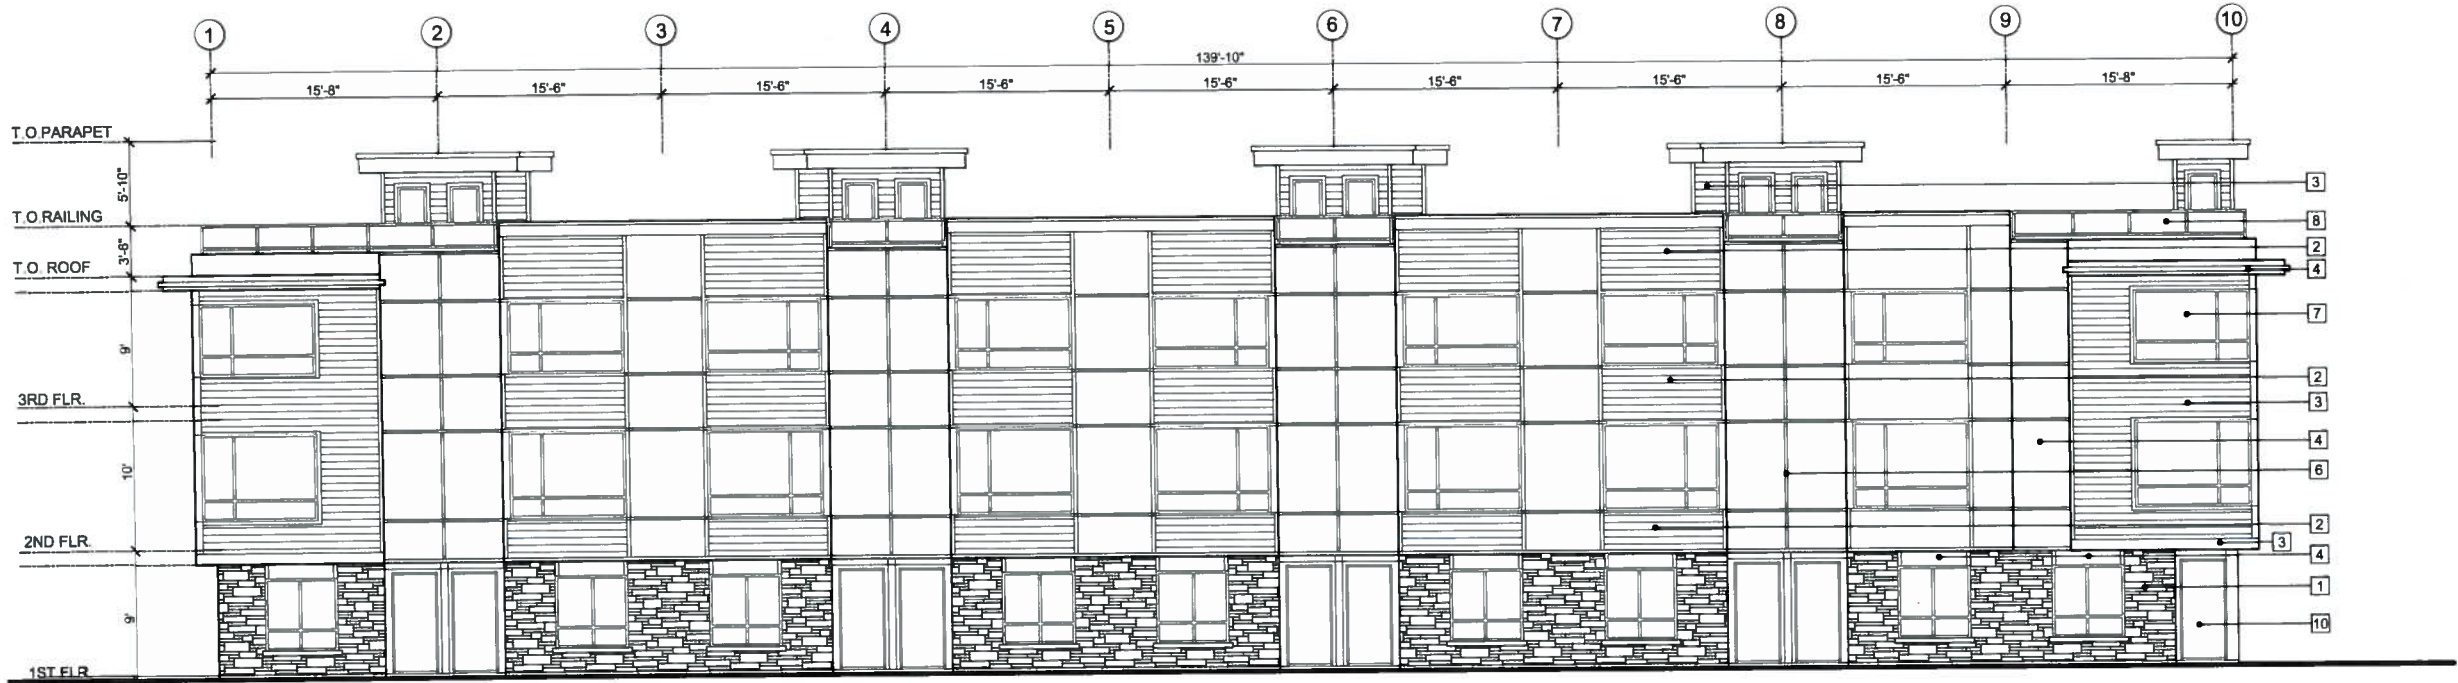 1 2 3 4 5 6 7 8 9 10
139'-10"
15'-8" 15'-6" 15'-6" 15'-6" 15'-6" 15'-6" 15'-6" 15'-6" 15'-8"
T.O.PARAPET
5'-10"
3
T.O.RAILING
8
3'-6"
2
T.O. ROOF
4
7
9'
2
3RD FLR.
3
4
10'
6
2
2ND FLR.
3
4
1
9'
10
1ST FLR.